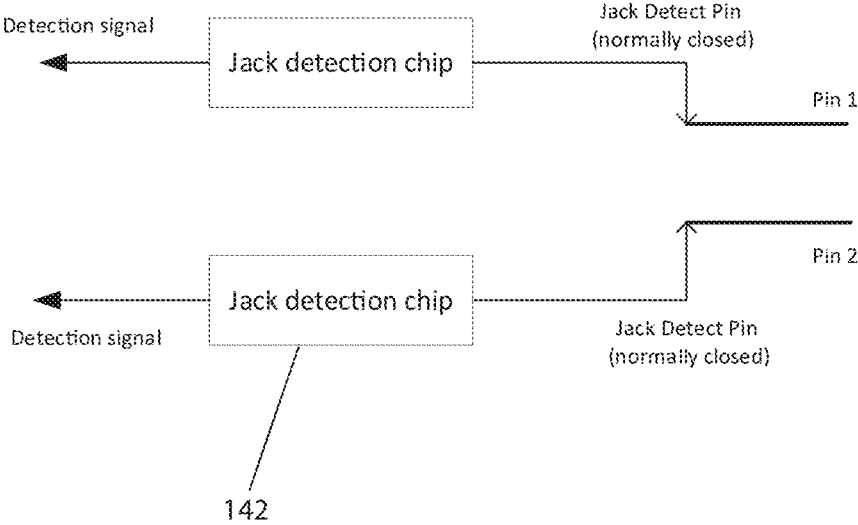 Detection signal
Jack detection chip
Jack Detect Pin
(normally closed)
Pin 1
Pin 2
Jack detection chip
Detection signal
Jack Detect Pin
(normally closed)
142